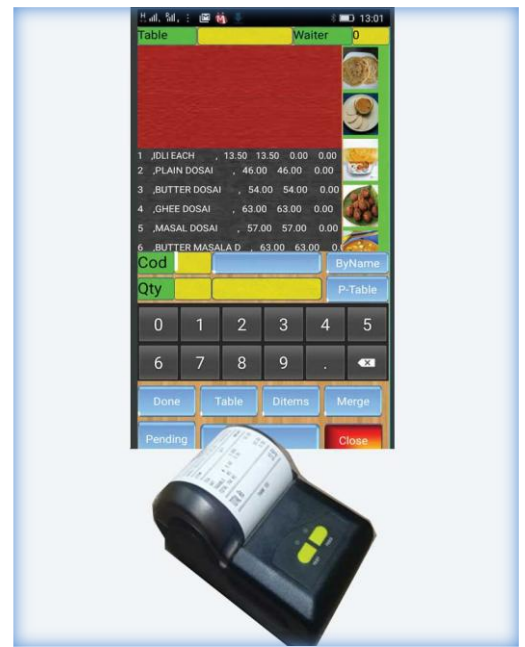 13:01
Table Waiter 0
1 ,IDLI EACH , 13.50 13.50 0.00 0.00
2 ,PLAIN DOSAI , 46.00 46.00 0.00
3 ,BUTTER DOSAI , 54.00 54.00 0.00
4 ,GHEE DOSAI , 63.00 63.00 0.00
5 ,MASAL DOSAI , 57.00 57.00 0.00
6 ,BUTTER MASALA D , 63.00 63.00 0
Cod ByName
Qty P-Table
0 1 2 3 4 5
6 7 8 9 .
Done Table Ditems Merge
Pending Close